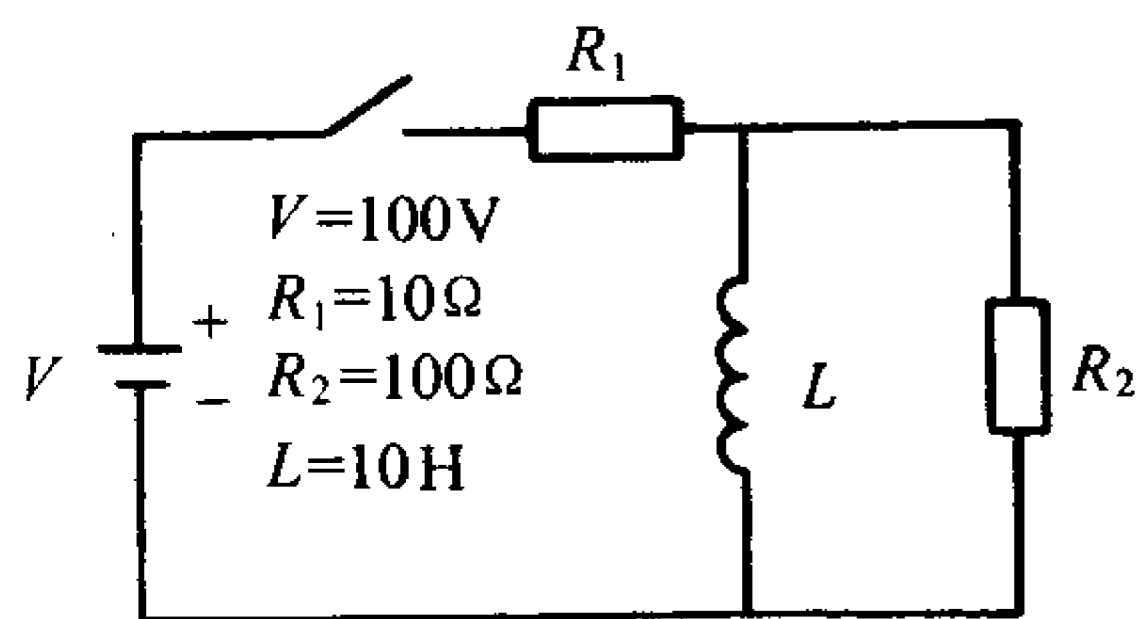 R₁
V=100V
R₁=10Ω
+
V
R₂=100Ω
R₂
−
L
L=10H